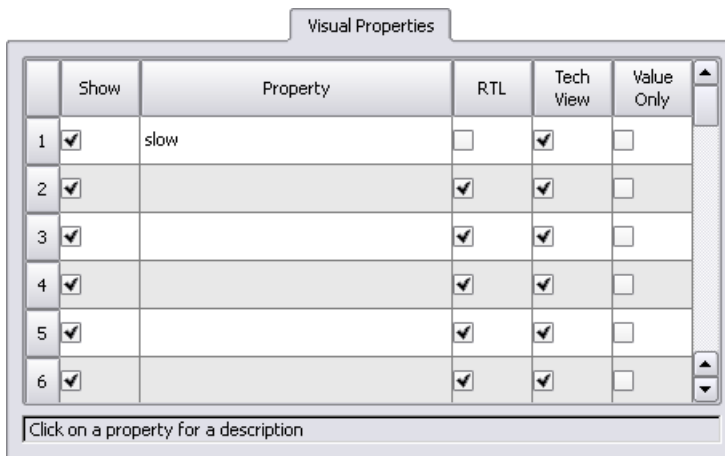 Visual Properties
Show Property RTL Tech View Value Only
1 slow
2
3
4
5
6
Click on a property for a description